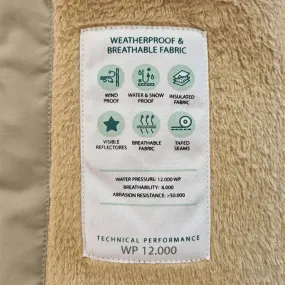 WEATHERPROOF &
BREATHABLE FABRIC
WIND
PROOF
WATER & SNOW
PROOF
INSULATED
FABRIC
VISIBLE
REFLECTORES
BREATHABLE
FABRIC
TAPED
SEAMS
WATER PRESSURE: 12.000 WP
BREATHABILITY: 8.000
ABRASION RESISTANCE: >50.000
TECHNICAL PERFORMANCE
WP 12.000